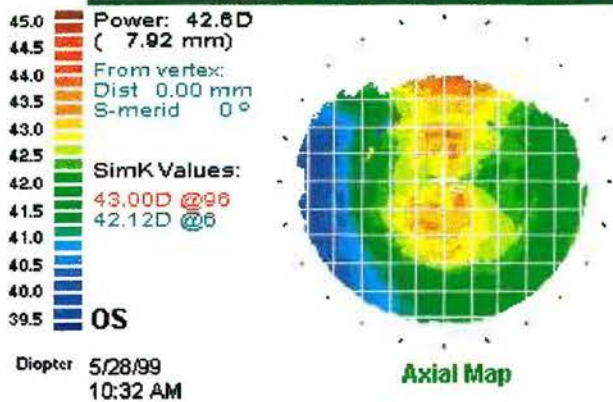 45.0
44.5
44.0
43.5
43.0
42.5
42.0
41.5
41.0
40.5
40.0
39.5
Diopter
Power: 42.6D
( 7.92 mm)
From vertex:
Dist 0.00 mm
S-merid 0 °
SimK Values:
43.00D @96
42.12D @6
OS
5/28/99
10:32 AM
Axial Map